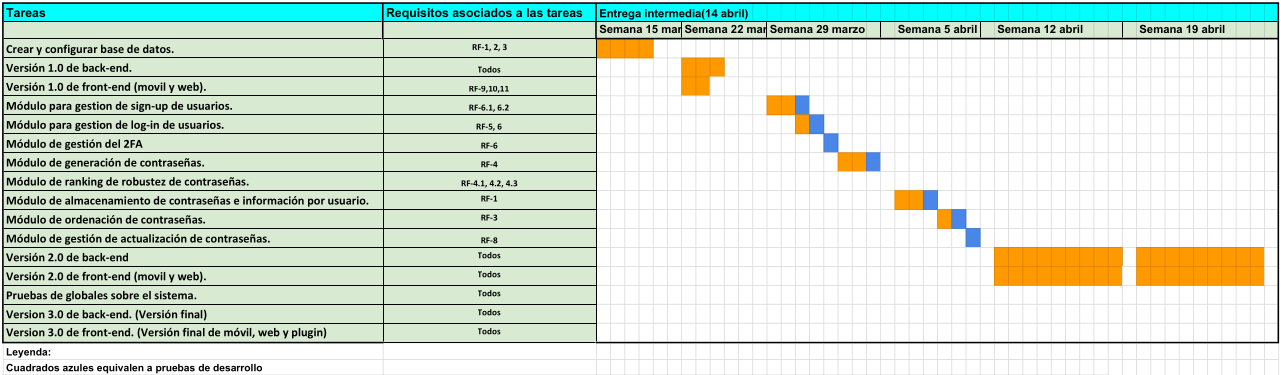 Tareas Requisitos asociados a las tareas Entrega intermedia(14 abril)
Semana 15 mar Semana 22 mar Semana 29 marzo Semana 5 abril Semana 12 abril Semana 19 abril
Crear y configurar base de datos. RF-1, 2, 3
Versión 1.0 de back-end. Todos
Versión 1.0 de front-end (movil y web). RF-9,10,11
Módulo para gestion de sign-up de usuarios. RF-6.1, 6.2
Módulo para gestion de log-in de usuarios. RF-5, 6
Módulo de gestión del 2FA RF-6
Módulo de generación de contraseñas. RF-4
Módulo de ranking de robustez de contraseñas. RF-4.1, 4.2, 4.3
Módulo de almacenamiento de contraseñas e información por usuario. RF-1
Módulo de ordenación de contraseñas. RF-3
Módulo de gestión de actualización de contraseñas. RF-8
Versión 2.0 de back-end Todos
Versión 2.0 de front-end (movil y web). Todos
Pruebas de globales sobre el sistema. Todos
Version 3.0 de back-end. (Versión final) Todos
Version 3.0 de front-end. (Versión final de móvil, web y plugin) Todos
Leyenda:
Cuadrados azules equivalen a pruebas de desarrollo